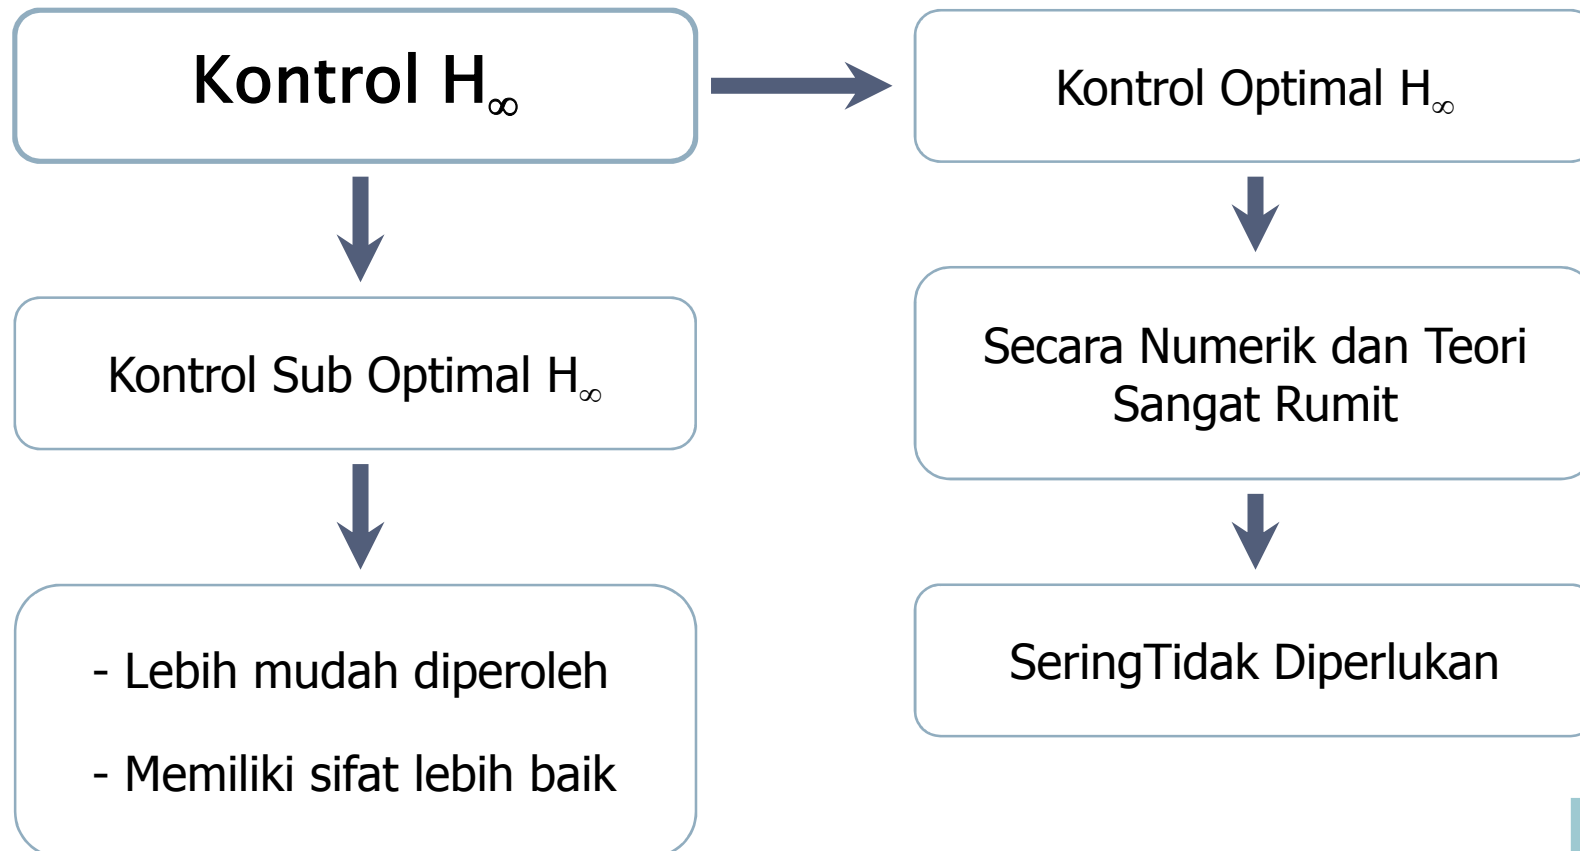 Kontrol H∞
Kontrol Optimal H∞
Kontrol Sub Optimal H∞
Secara Numerik dan Teori
Sangat Rumit
- Lebih mudah diperoleh
- Memiliki sifat lebih baik
SeringTidak Diperlukan